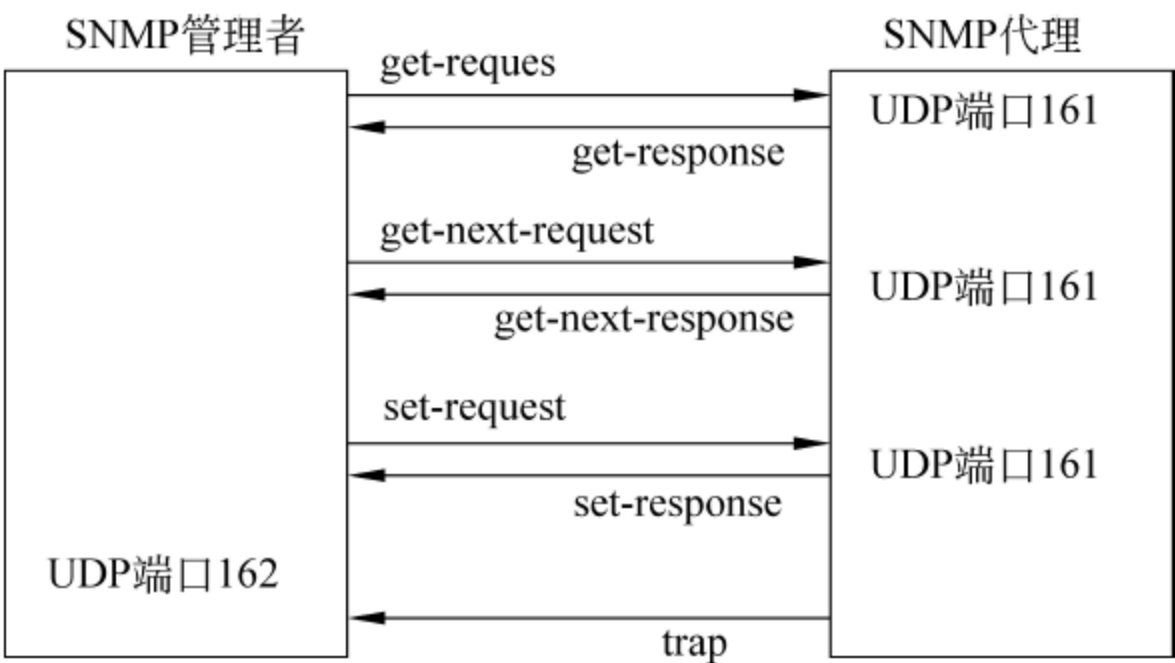 SNMP管理者
SNMP代理
get-reques
UDP端口161
get-response
get-next-request
UDP端口161
get-next-response
set-request
UDP端口161
set-response
UDP端口162
trap